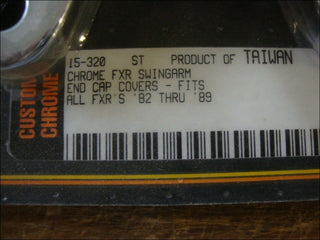 15-320 ST PRODUCT OF TAIWAN
CHROME FXR SWINGARM
END CAP COVERS - FITS
ALL FXR'S '82 THRU '89
CUSTOM
CHROME